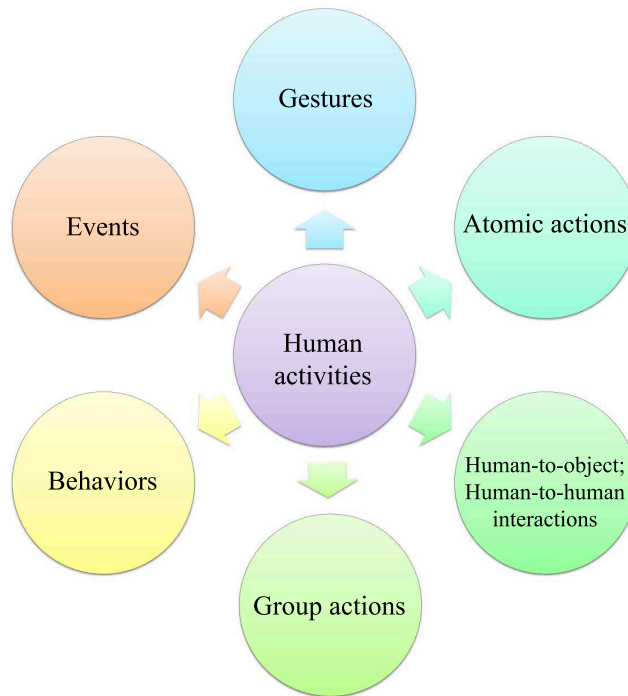 Gestures
Events
Atomic actions
Human
activities
Behaviors
Human-to-object;
Human-to-human
interactions
Group actions